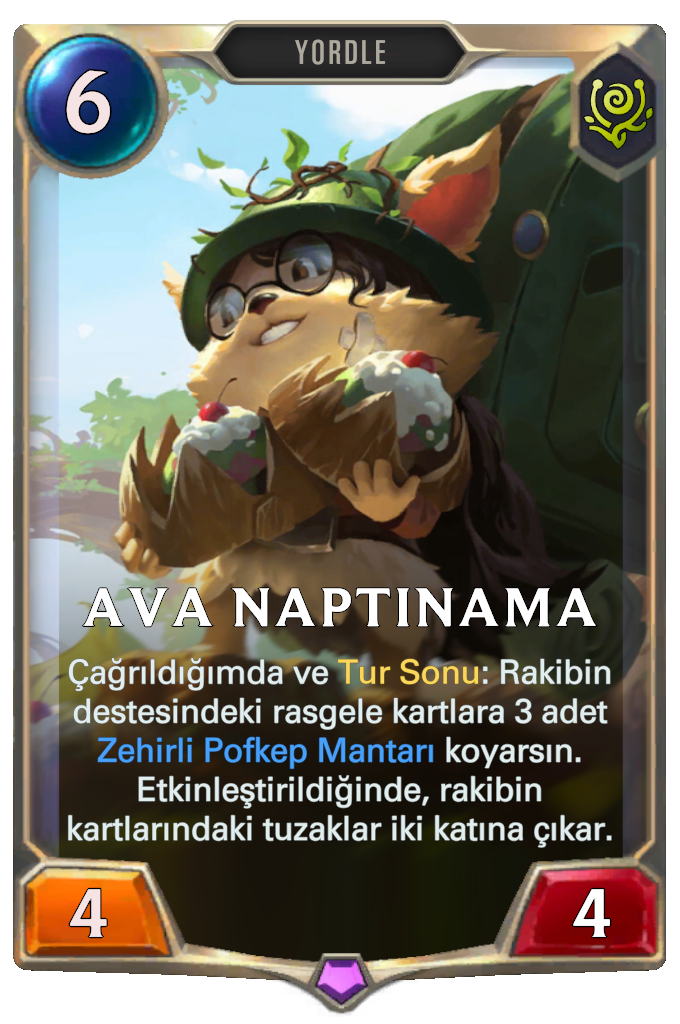 6
YORDLE
AVA NAPTINAMA
Çağrıldığımda ve Tur Sonu: Rakibin
destesindeki rasgele kartlara 3 adet
Zehirli Pofkep Mantarı koyarsın.
Etkinleştirildiğinde, rakibin
kartlarındaki tuzaklar iki katına çıkar.
4
4